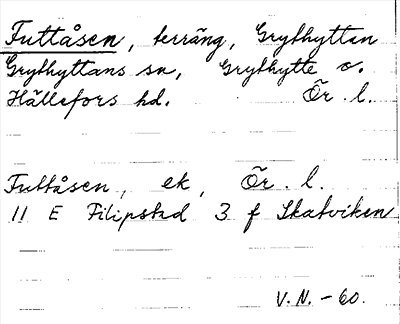 Futtåsen, terräng, Grythyttan
Grythyttans sn, Grythytte o.
Hällefors hd. Ör. l.
Futtåsen, ek, Ör. l.
11 E Filipstad 3 f Skatviken
V. N. - 60.